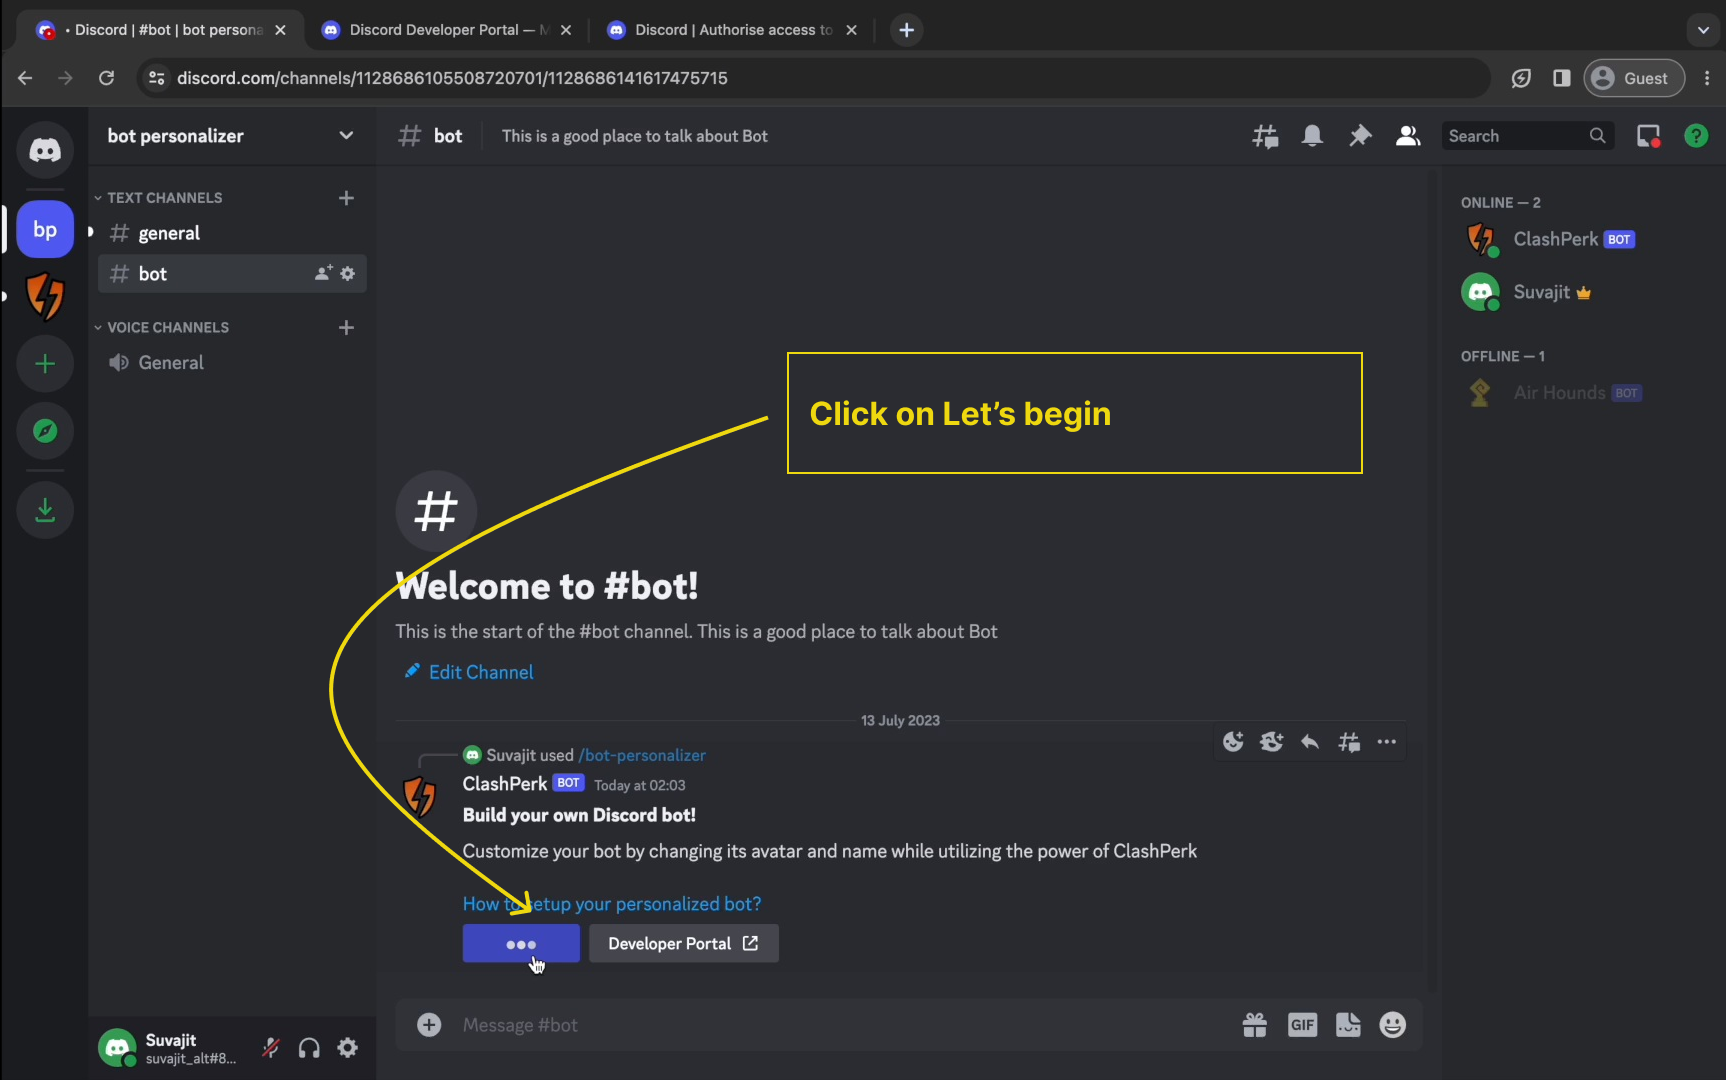 • Discord | #bot | bot persona
Discord Developer Portal — M
Discord | Authorise access to
discord.com/channels/1128686105508720701/1128686141617475715
Guest
bot personalizer
bot
This is a good place to talk about Bot
Search
bp
TEXT CHANNELS
general
bot
VOICE CHANNELS
General
ONLINE — 2
ClashPerk BOT
Suvajit
OFFLINE — 1
Air Hounds BOT
Click on Let's begin
#
Welcome to #bot!
This is the start of the #bot channel. This is a good place to talk about Bot
Edit Channel
13 July 2023
Suvajit used /bot-personalizer
ClashPerk BOT Today at 02:03
Build your own Discord bot!
Customize your bot by changing its avatar and name while utilizing the power of ClashPerk
How to setup your personalized bot?
Developer Portal
Message #bot
GIF
Suvajit
suvajit_alt#8...